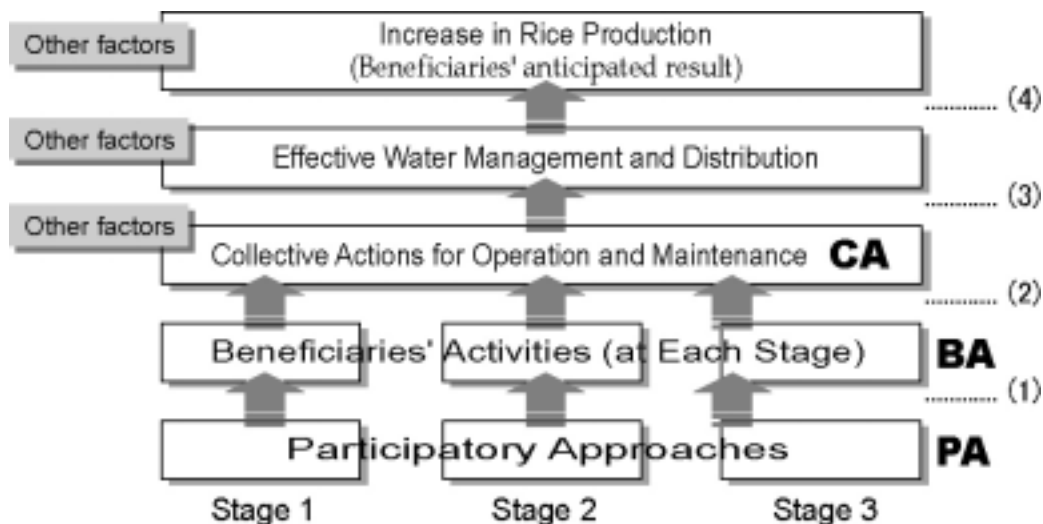 Other factors
Increase in Rice Production
(Beneficiaries' anticipated result)
............ (4)
Other factors
Effective Water Management and Distribution
............ (3)
Other factors
Collective Actions for Operation and Maintenance CA
............ (2)
Beneficiaries' Activities (at Each Stage) BA
............ (1)
Participatory Approaches PA
Stage 1 Stage 2 Stage 3